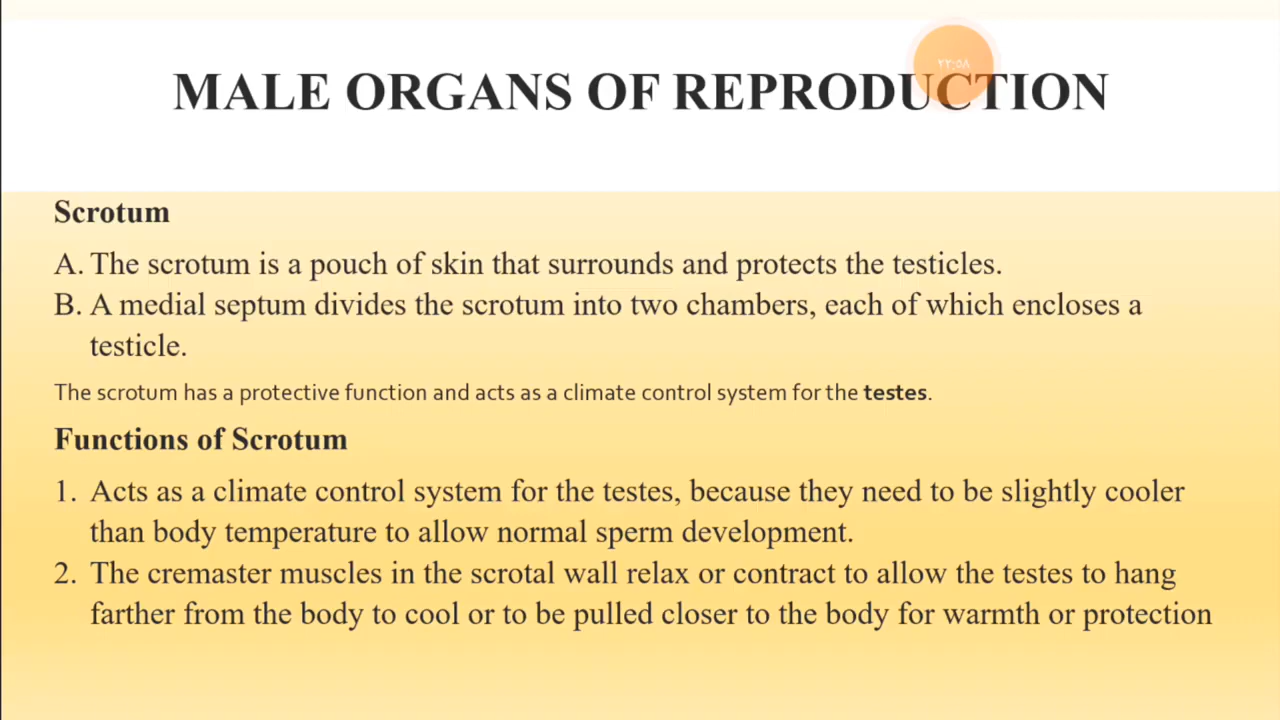 ٢٢:٥٨
MALE ORGANS OF REPRODUCTION
Scrotum
A. The scrotum is a pouch of skin that surrounds and protects the testicles.
B. A medial septum divides the scrotum into two chambers, each of which encloses a
testicle.
The scrotum has a protective function and acts as a climate control system for the testes.
Functions of Scrotum
1. Acts as a climate control system for the testes, because they need to be slightly cooler
than body temperature to allow normal sperm development.
2. The cremaster muscles in the scrotal wall relax or contract to allow the testes to hang
farther from the body to cool or to be pulled closer to the body for warmth or protection